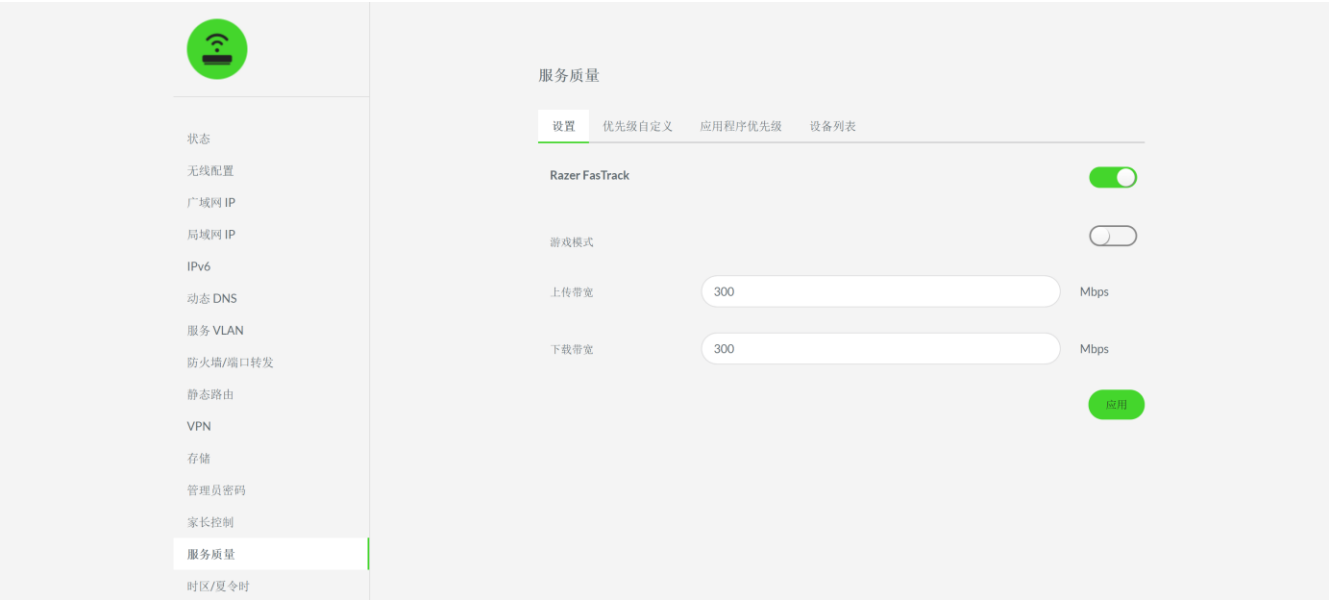 服务质量
设置 优先级自定义 应用程序优先级 设备列表
状态
Razer FasTrack
无线配置
广域网 IP
局域网 IP
游戏模式
IPv6
动态 DNS
上传带宽 300 Mbps
服务 VLAN
下载带宽 300 Mbps
防火墙/端口转发
静态路由
应用
VPN
存储
管理员密码
家长控制
服务质量
时区/夏令时